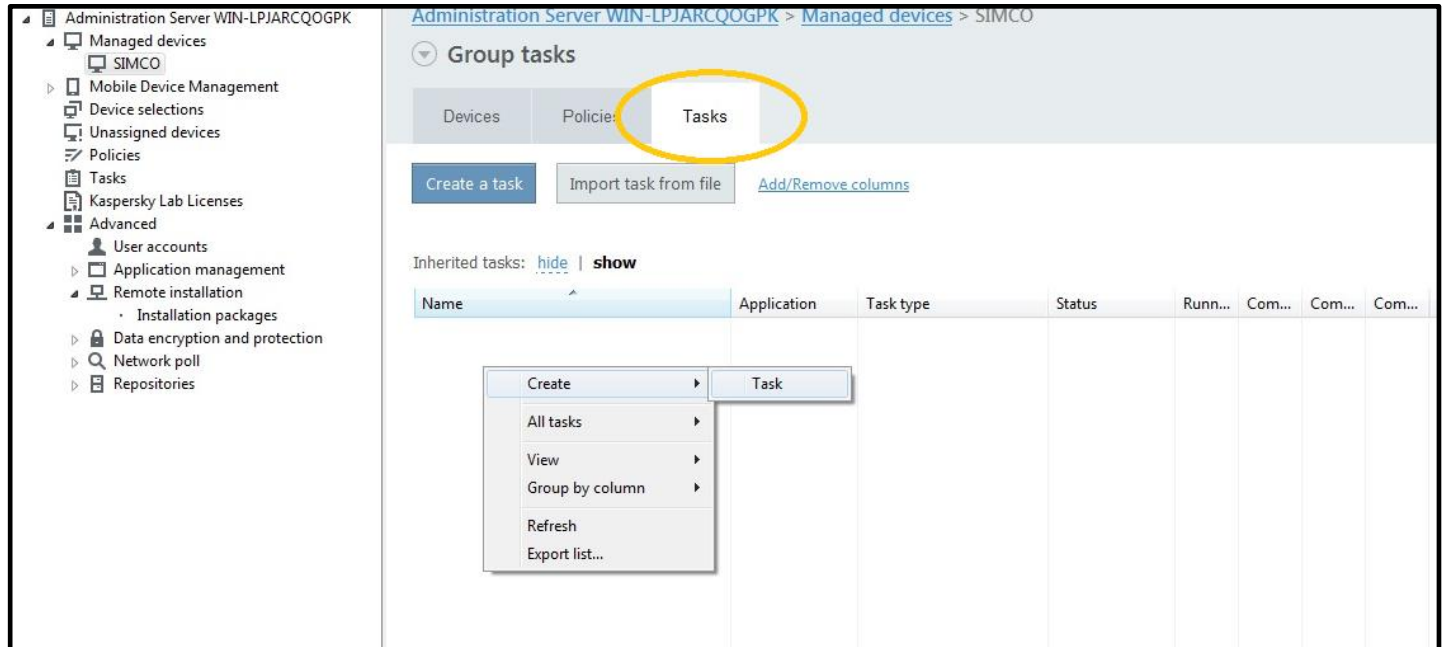 Administration Server WIN-LPJARCQOGPK
Managed devices
SIMCO
Mobile Device Management
Device selections
Unassigned devices
Policies
Tasks
Kaspersky Lab Licenses
Advanced
User accounts
Application management
Remote installation
Installation packages
Data encryption and protection
Network poll
Repositories
Administration Server WIN-LPJARCQOGPK > Managed devices > SIMCO
Group tasks
Devices Policies Tasks
Create a task Import task from file Add/Remove columns
Inherited tasks: hide | show
Name Application Task type Status Runn... Com... Com... Com...
Create Task
All tasks
View
Group by column
Refresh
Export list...